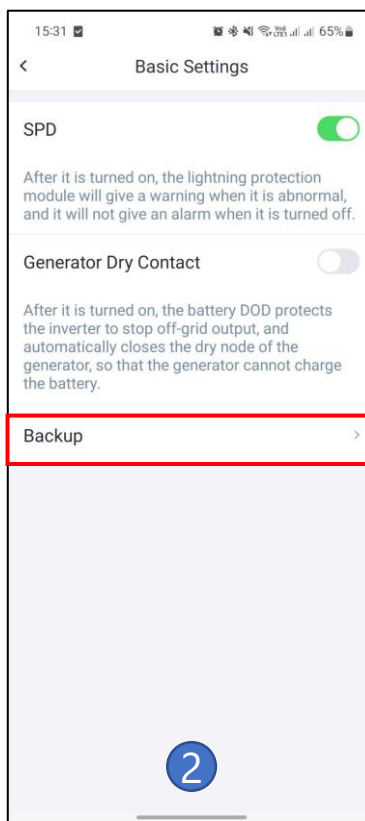 15:31 65%
Basic Settings
SPD
After it is turned on, the lightning protection
module will give a warning when it is abnormal,
and it will not give an alarm when it is turned off.
Generator Dry Contact
After it is turned on, the battery DOD protects
the inverter to stop off-grid output, and
automatically closes the dry node of the
generator, so that the generator cannot charge
the battery.
Backup
2